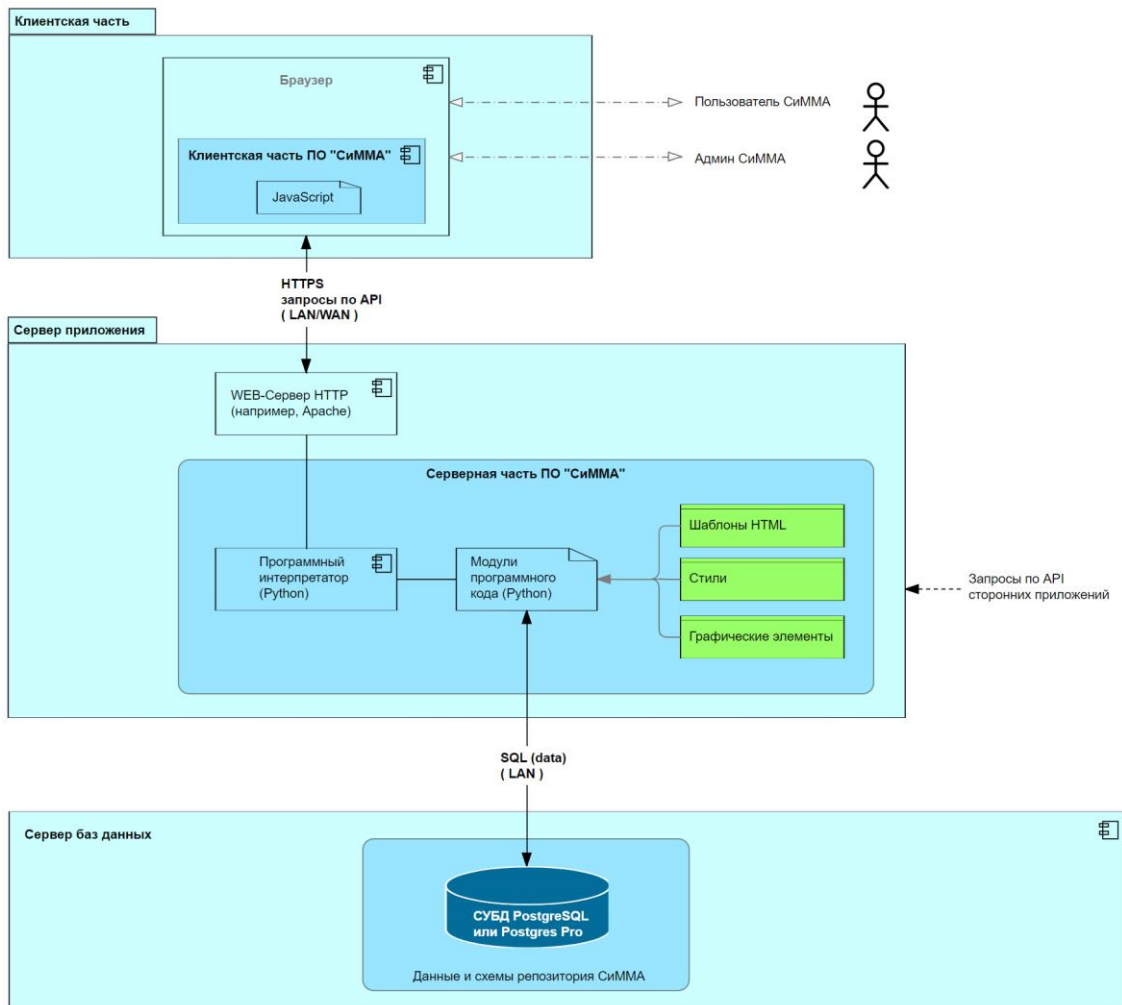 Клиентская часть
Браузер
Пользователь СиММА
Клиентская часть ПО "СиММА"
Админ СиММА
JavaScript
HTTPS
запросы по API
( LAN/WAN )
Сервер приложения
WEB-Сервер HTTP
(например, Apache)
Серверная часть ПО "СиММА"
Программный
интерпретатор
(Python)
Модули
программного
кода (Python)
Шаблоны HTML
Стили
Графические элементы
Запросы по API
сторонних приложений
SQL (data)
( LAN )
Сервер баз данных
СУБД PostgreSQL
или Postgres Pro
Данные и схемы репозитория СиММА